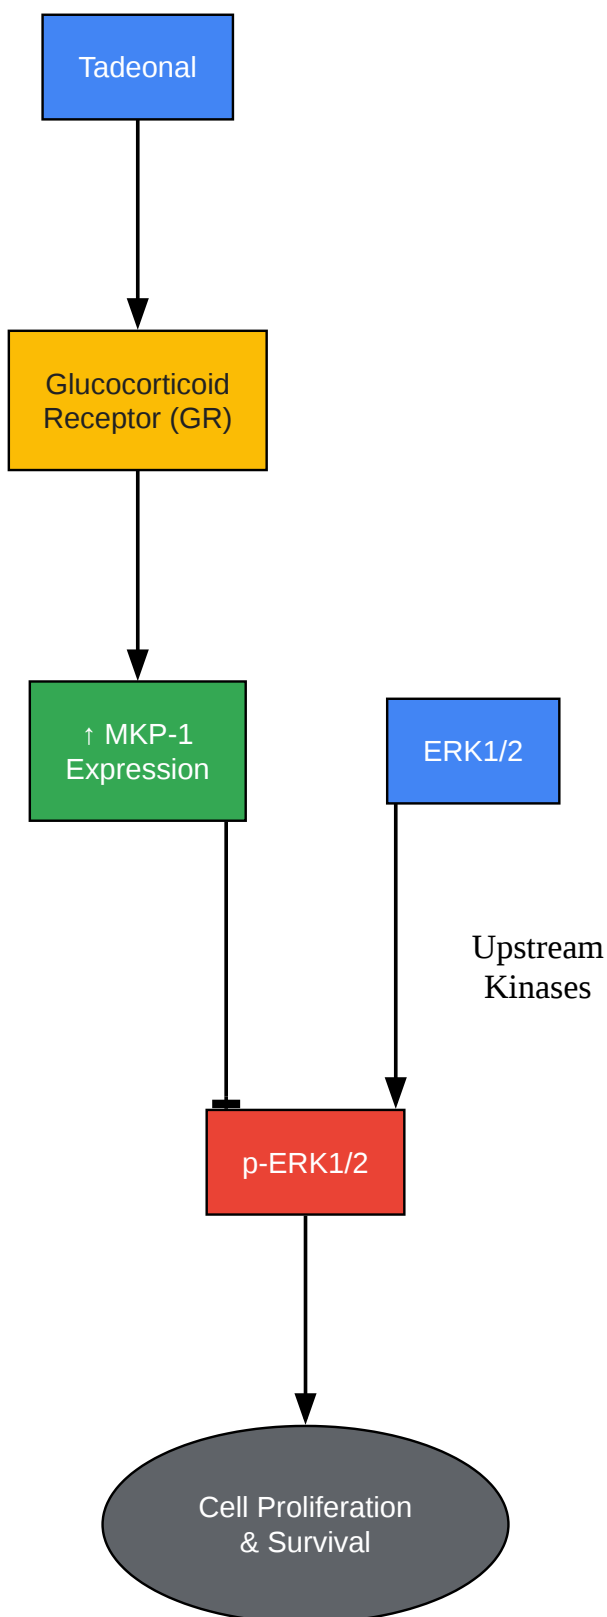 Tadeonal
Glucocorticoid
Receptor (GR)
↑ MKP-1
Expression
ERK1/2
Upstream
Kinases
p-ERK1/2
Cell Proliferation
& Survival